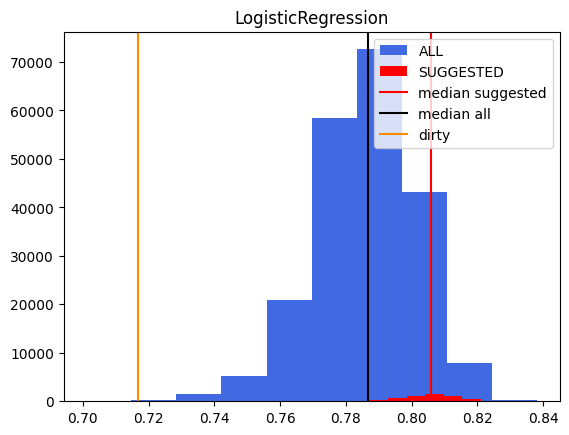 LogisticRegression
ALL
SUGGESTED
median suggested
median all
dirty
70000
60000
50000
40000
30000
20000
10000
0
0.70 0.72 0.74 0.76 0.78 0.80 0.82 0.84